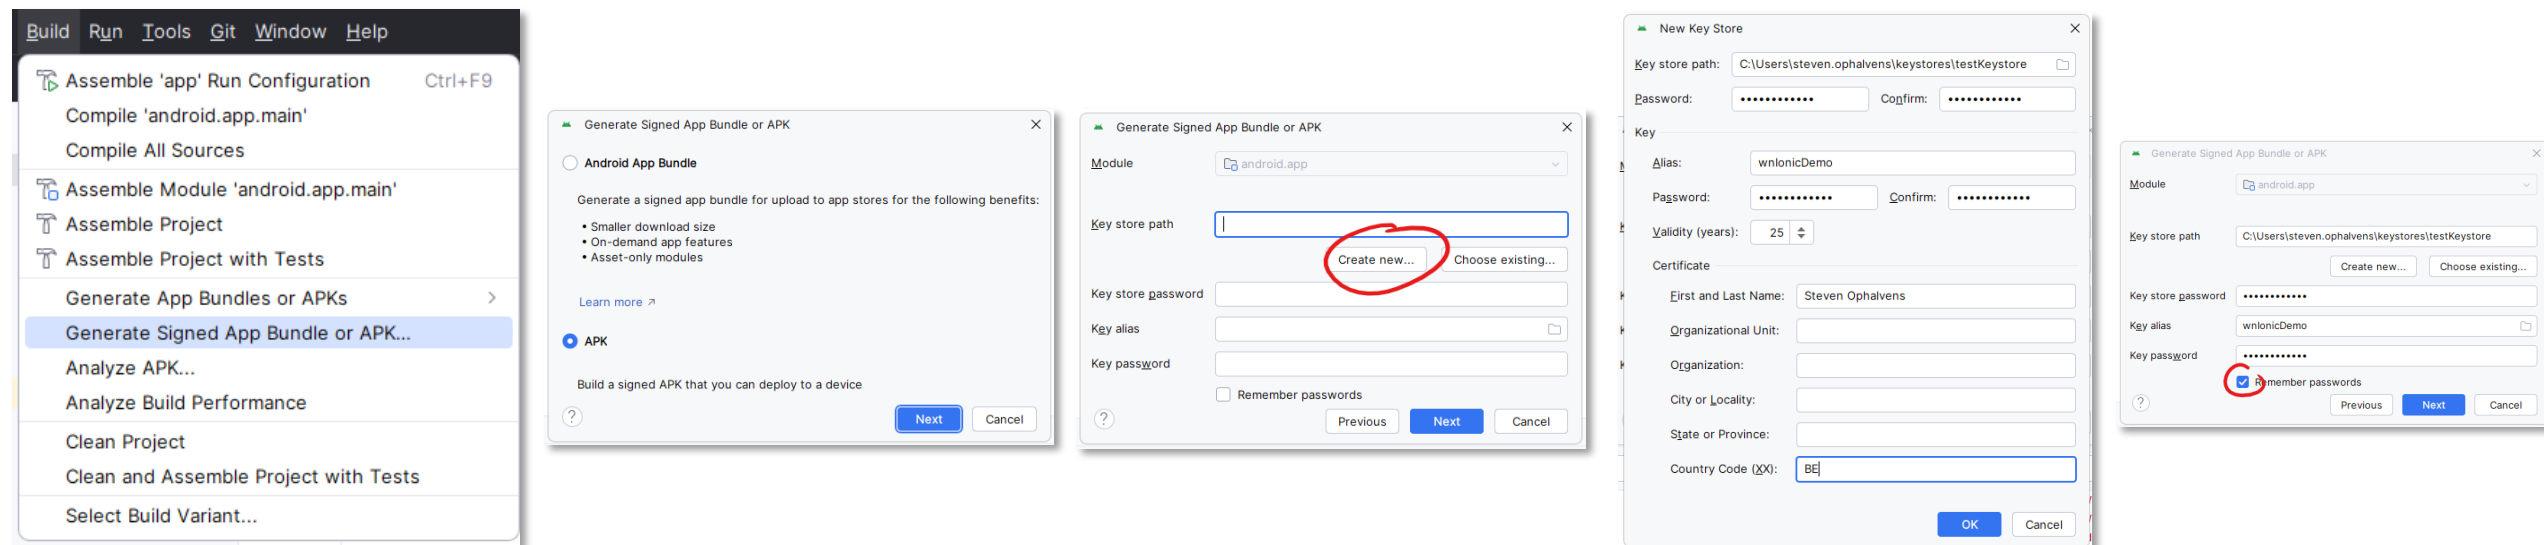 Build Run Tools Git Window Help
Assemble 'app' Run Configuration Ctrl+F9
Compile 'android.app.main'
Compile All Sources
Assemble Module 'android.app.main'
Assemble Project
Assemble Project with Tests
Generate App Bundles or APKs
Generate Signed App Bundle or APK...
Analyze APK...
Analyze Build Performance
Clean Project
Clean and Assemble Project with Tests
Select Build Variant...
Generate Signed App Bundle or APK
Android App Bundle
Generate a signed app bundle for upload to app stores for the following benefits:
• Smaller download size
• On-demand app features
• Asset-only modules
Learn more ↗
APK
Build a signed APK that you can deploy to a device
? Next Cancel
Generate Signed App Bundle or APK
Module android.app
Key store path
Create new... Choose existing...
Key store password
Key alias
Key password
Remember passwords
? Previous Next Cancel
New Key Store
Key store path: C:\Users\steven.ophalvens\keystores\testKeystore
Password: •••••••••••• Confirm: ••••••••••••
Key
Alias: wnIonicDemo
Password: •••••••••••• Confirm: ••••••••••••
Validity (years): 25
Certificate
First and Last Name: Steven Ophalvens
Organizational Unit:
Organization:
City or Locality:
State or Province:
Country Code (XX): BE
OK Cancel
Generate Signed App Bundle or APK
Module android.app
Key store path C:\Users\steven.ophalvens\keystores\testKeystore
Create new... Choose existing...
Key store password ••••••••••••
Key alias wnIonicDemo
Key password ••••••••••••
Remember passwords
? Previous Next Cancel